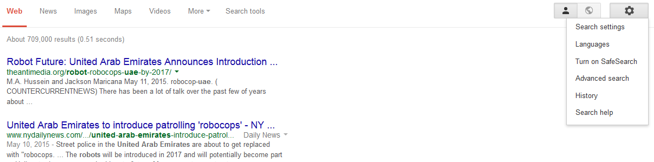 Web News Images Maps Videos More Search tools
About 709,000 results (0.51 seconds)
Search settings
Languages
Turn on SafeSearch
Advanced search
History
Search help
Robot Future: United Arab Emirates Announces Introduction ...
theantimedia.org/robot-robocops-uae-by-2017/
M.A. Hussein and Jackson Maricana May 11, 2015. robocop-uae. (
COUNTERCURRENTNEWS) There has been a lot of talk over the past few years of
about ...
United Arab Emirates to introduce patrolling 'robocops' - NY ...
www.nydailynews.com/.../united-arab-emirates-introduce-patrol... Daily News
May 10, 2015 - Street police in the United Arab Emirates are about to get replaced
with "robocops. ... The robots will be introduced in 2017 and will potentially become part